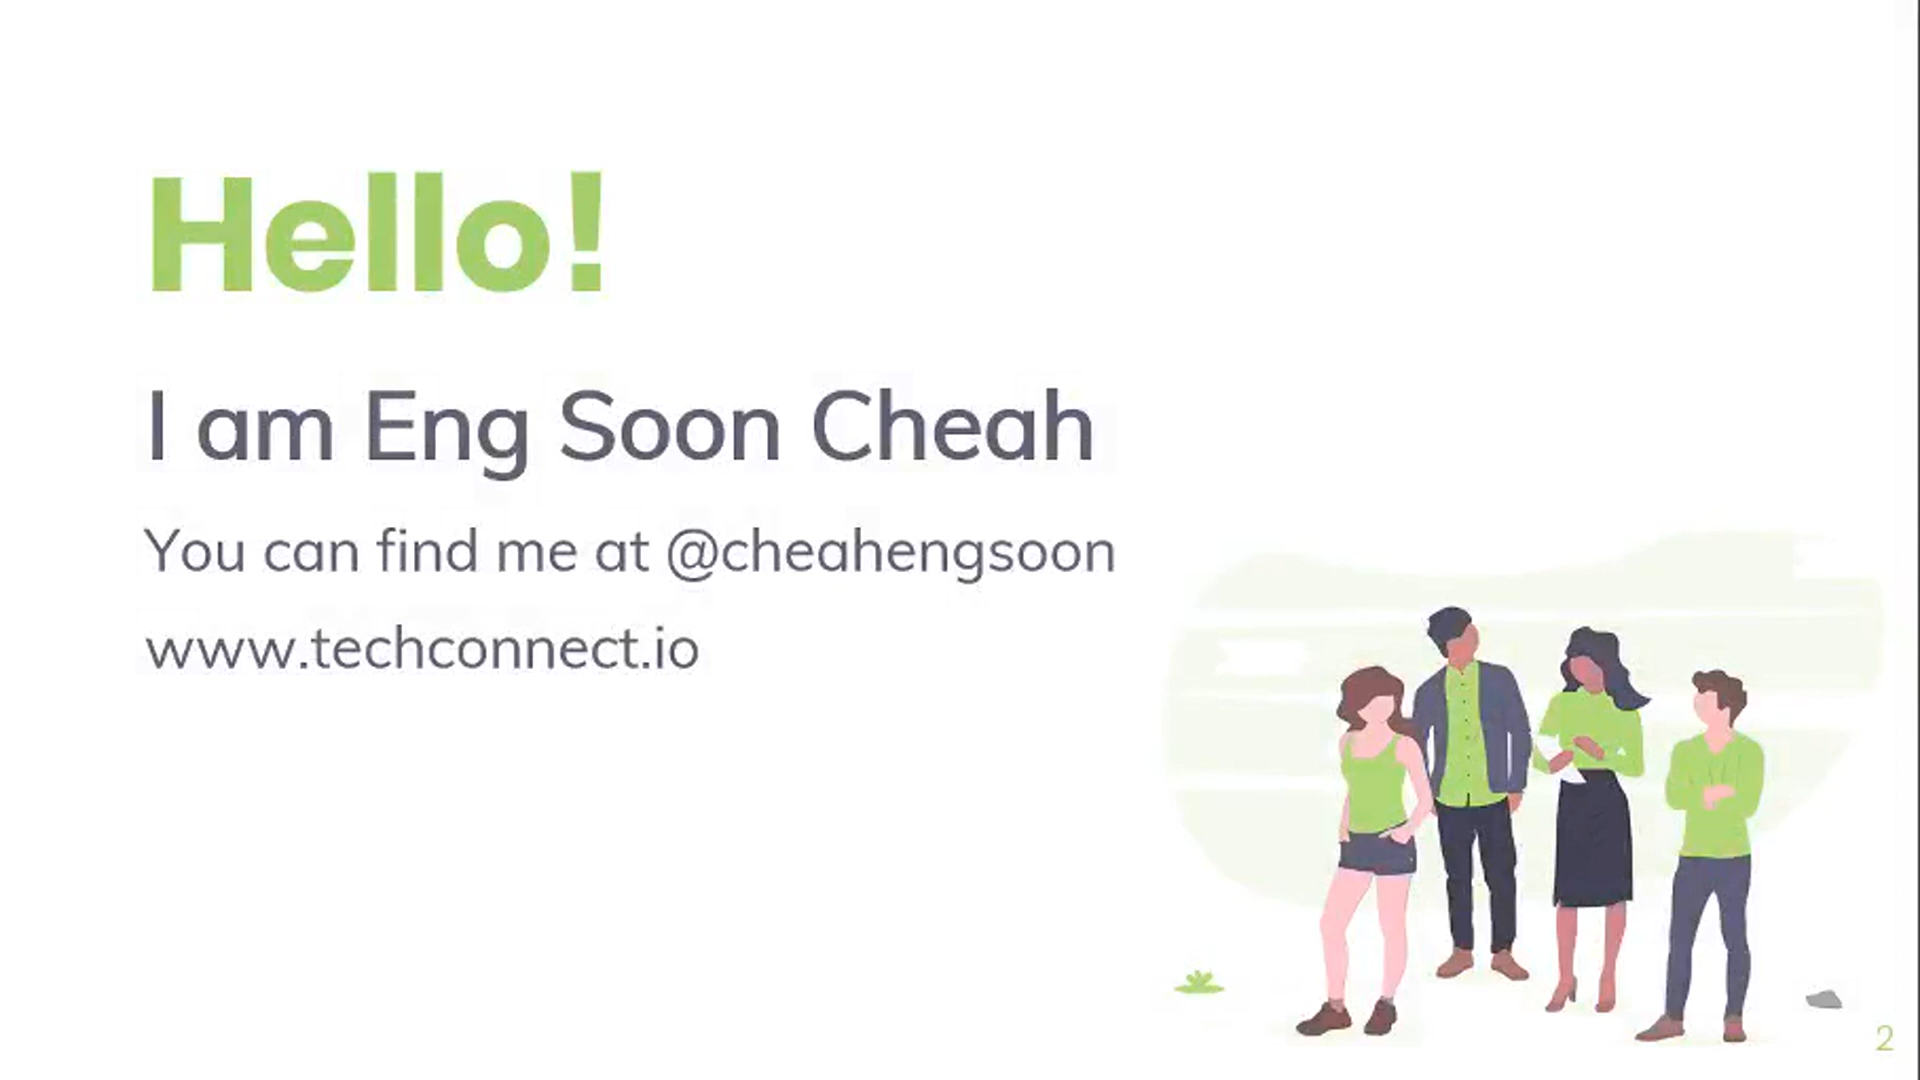 Hello!
I am Eng Soon Cheah
You can find me at @cheahengsoon
www.techconnect.io
2